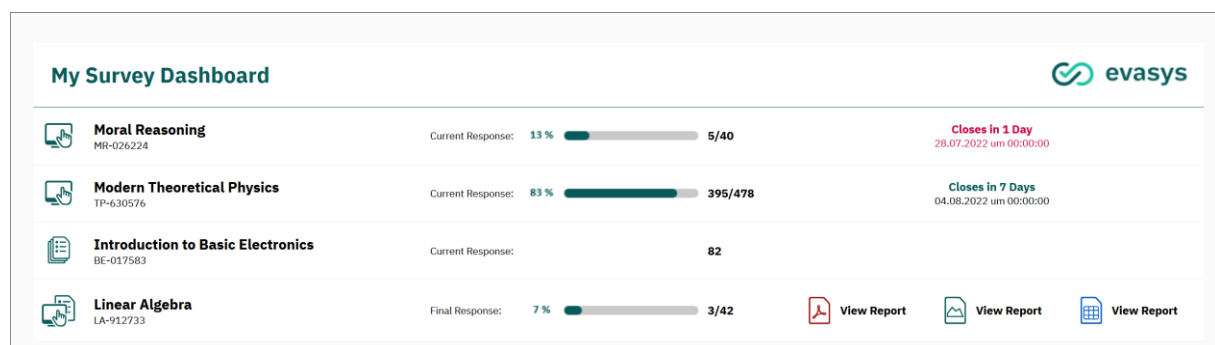 My Survey Dashboard
evasys
Moral Reasoning
MR-026224
Current Response: 13 % 5/40
Closes in 1 Day
28.07.2022 um 00:00:00
Modern Theoretical Physics
TP-630576
Current Response: 83 % 395/478
Closes in 7 Days
04.08.2022 um 00:00:00
Introduction to Basic Electronics
BE-017583
Current Response: 82
Linear Algebra
LA-912733
Final Response: 7 % 3/42
View Report View Report View Report